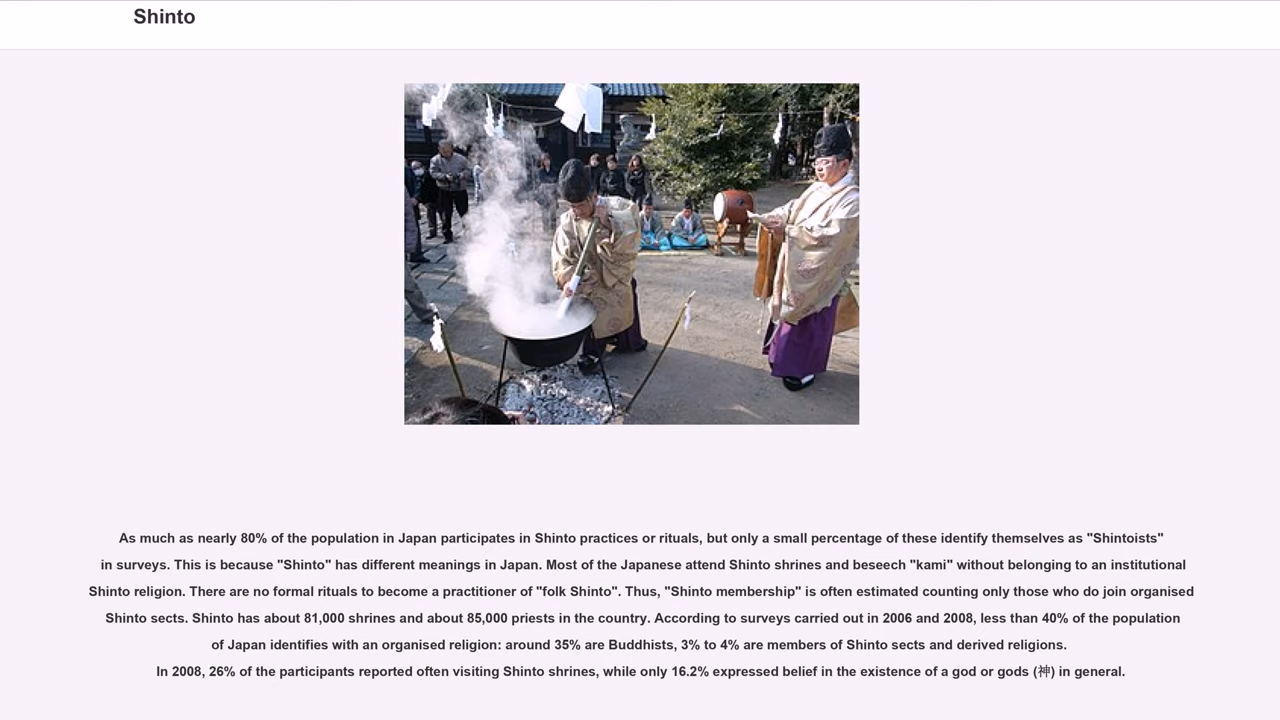 Shinto
As much as nearly 80% of the population in Japan participates in Shinto practices or rituals, but only a small percentage of these identify themselves as "Shintoists"
in surveys. This is because "Shinto" has different meanings in Japan. Most of the Japanese attend Shinto shrines and beseech "kami" without belonging to an institutional
Shinto religion. There are no formal rituals to become a practitioner of "folk Shinto". Thus, "Shinto membership" is often estimated counting only those who do join organised
Shinto sects. Shinto has about 81,000 shrines and about 85,000 priests in the country. According to surveys carried out in 2006 and 2008, less than 40% of the population
of Japan identifies with an organised religion: around 35% are Buddhists, 3% to 4% are members of Shinto sects and derived religions.
In 2008, 26% of the participants reported often visiting Shinto shrines, while only 16.2% expressed belief in the existence of a god or gods (神) in general.